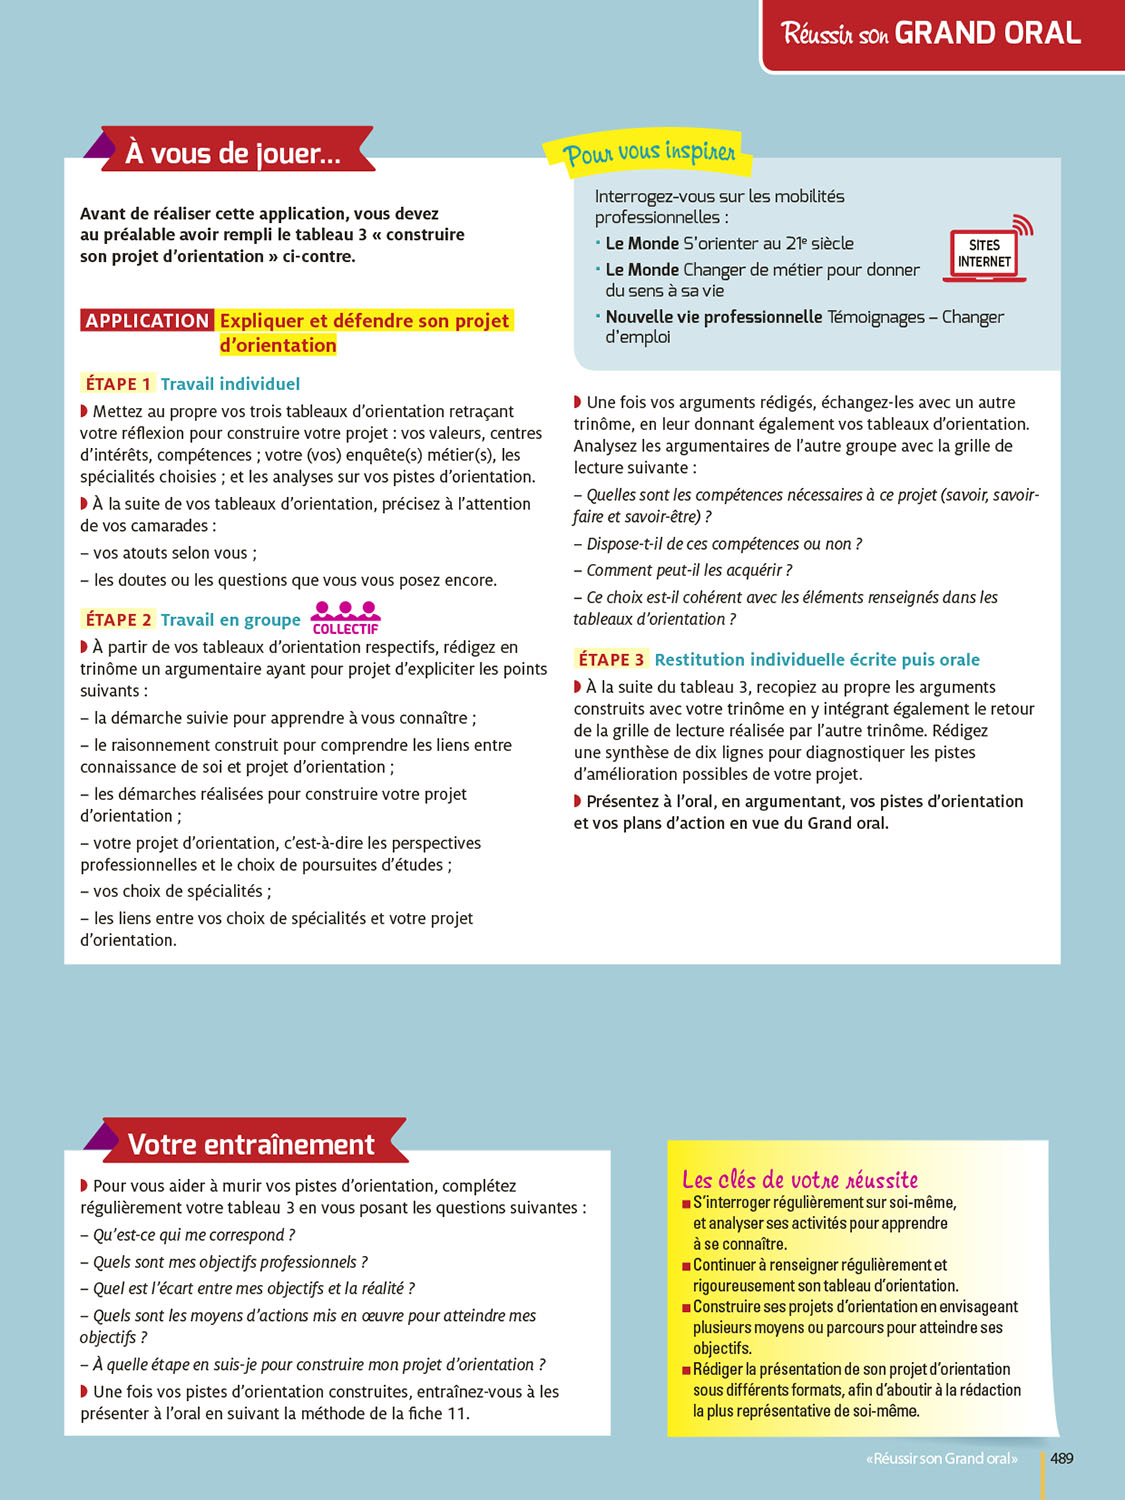 Réussir son GRAND ORAL
À vous de jouer...
Avant de réaliser cette application, vous devez
au préalable avoir rempli le tableau 3 « construire
son projet d'orientation » ci-contre.
APPLICATION Expliquer et défendre son projet
d'orientation
ÉTAPE 1 Travail individuel
Mettez au propre vos trois tableaux d'orientation retraçant
votre réflexion pour construire votre projet : vos valeurs, centres
d'intérêts, compétences ; votre (vos) enquête(s) métier(s), les
spécialités choisies ; et les analyses sur vos pistes d'orientation.
À la suite de vos tableaux d'orientation, précisez à l'attention
de vos camarades :
– vos atouts selon vous ;
– les doutes ou les questions que vous vous posez encore.
ÉTAPE 2 Travail en groupe
COLLECTIF
À partir de vos tableaux d'orientation respectifs, rédigez en
trinôme un argumentaire ayant pour projet d'expliciter les points
suivants :
– la démarche suivie pour apprendre à vous connaître ;
– le raisonnement construit pour comprendre les liens entre
connaissance de soi et projet d'orientation ;
– les démarches réalisées pour construire votre projet
d'orientation ;
– votre projet d'orientation, c'est-à-dire les perspectives
professionnelles et le choix de poursuites d'études ;
– vos choix de spécialités ;
– les liens entre vos choix de spécialités et votre projet
d'orientation.
Pour vous inspirer
Interrogez-vous sur les mobilités
professionnelles :
• Le Monde S'orienter au 21e siècle
• Le Monde Changer de métier pour donner
du sens à sa vie
• Nouvelle vie professionnelle Témoignages – Changer
d'emploi
SITES
INTERNET
Une fois vos arguments rédigés, échangez-les avec un autre
trinôme, en leur donnant également vos tableaux d'orientation.
Analysez les argumentaires de l'autre groupe avec la grille de
lecture suivante :
– Quelles sont les compétences nécessaires à ce projet (savoir, savoir-
faire et savoir-être) ?
– Dispose-t-il de ces compétences ou non ?
– Comment peut-il les acquérir ?
– Ce choix est-il cohérent avec les éléments renseignés dans les
tableaux d'orientation ?
ÉTAPE 3 Restitution individuelle écrite puis orale
À la suite du tableau 3, recopiez au propre les arguments
construits avec votre trinôme en y intégrant également le retour
de la grille de lecture réalisée par l'autre trinôme. Rédigez
une synthèse de dix lignes pour diagnostiquer les pistes
d'amélioration possibles de votre projet.
Présentez à l'oral, en argumentant, vos pistes d'orientation
et vos plans d'action en vue du Grand oral.
Votre entraînement
Pour vous aider à murir vos pistes d'orientation, complétez
régulièrement votre tableau 3 en vous posant les questions suivantes :
– Qu'est-ce qui me correspond ?
– Quels sont mes objectifs professionnels ?
– Quel est l'écart entre mes objectifs et la réalité ?
– Quels sont les moyens d'actions mis en œuvre pour atteindre mes
objectifs ?
– À quelle étape en suis-je pour construire mon projet d'orientation ?
Une fois vos pistes d'orientation construites, entraînez-vous à les
présenter à l'oral en suivant la méthode de la fiche 11.
Les clés de votre réussite
■ S'interroger régulièrement sur soi-même,
et analyser ses activités pour apprendre
à se connaître.
■ Continuer à renseigner régulièrement et
rigoureusement son tableau d'orientation.
■ Construire ses projets d'orientation en envisageant
plusieurs moyens ou parcours pour atteindre ses
objectifs.
■ Rédiger la présentation de son projet d'orientation
sous différents formats, afin d'aboutir à la rédaction
la plus représentative de soi-même.
« Réussir son Grand oral »
489